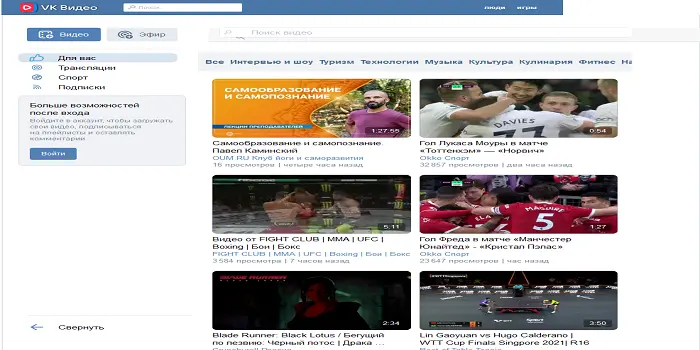 VK Видео
Поиск
люди игры
Видео
Эфир
Поиск видео
Для вас
Трансляции
Спорт
Подписки
Все Интервью и шоу Туризм Технологии Музыка Культура Кулинария Фитнес На
Больше возможностей
после входа
Войдите в аккаунт, чтобы загружать
свои видео, подписываться
на плейлисты и оставлять
комментарии
Войти
САМООБРАЗОВАНИЕ
И САМОПОЗНАНИЕ
ЛЕКЦИИ ПРЕПОДАВАТЕЛЕЙ
1:27:55
Самообразование и самопознание.
Павел Каминский
OUM.RU Клуб йоги и саморазвития
16 просмотров | четыре часа назад
DAVIES
33
0:54
Гол Лукаса Моуры в матче
«Тоттенхэм» — «Норвич»
Okko Спорт
32 857 просмотров | два часа назад
5:11
Видео от FIGHT CLUB | MMA | UFC |
Boxing | Бои | Бокс
FIGHT CLUB | MMA | UFC | Boxing | Бои | Бокс
3 584 просмотра | 7 часов назад
MAGUIRE
5
1:27
Гол Фреда в матче «Манчестер
Юнайтед» - «Кристал Пэлас»
Okko Спорт
23 647 просмотров | час назад
BLADE RUNNER
2:34
Blade Runner: Black Lotus / Бегущий
по лезвию: Чёрный лотос | Драка ...
3:50
Lin Gaoyuan vs Hugo Calderano |
WTT Cup Finals Singapore 2021| R16
Свернуть